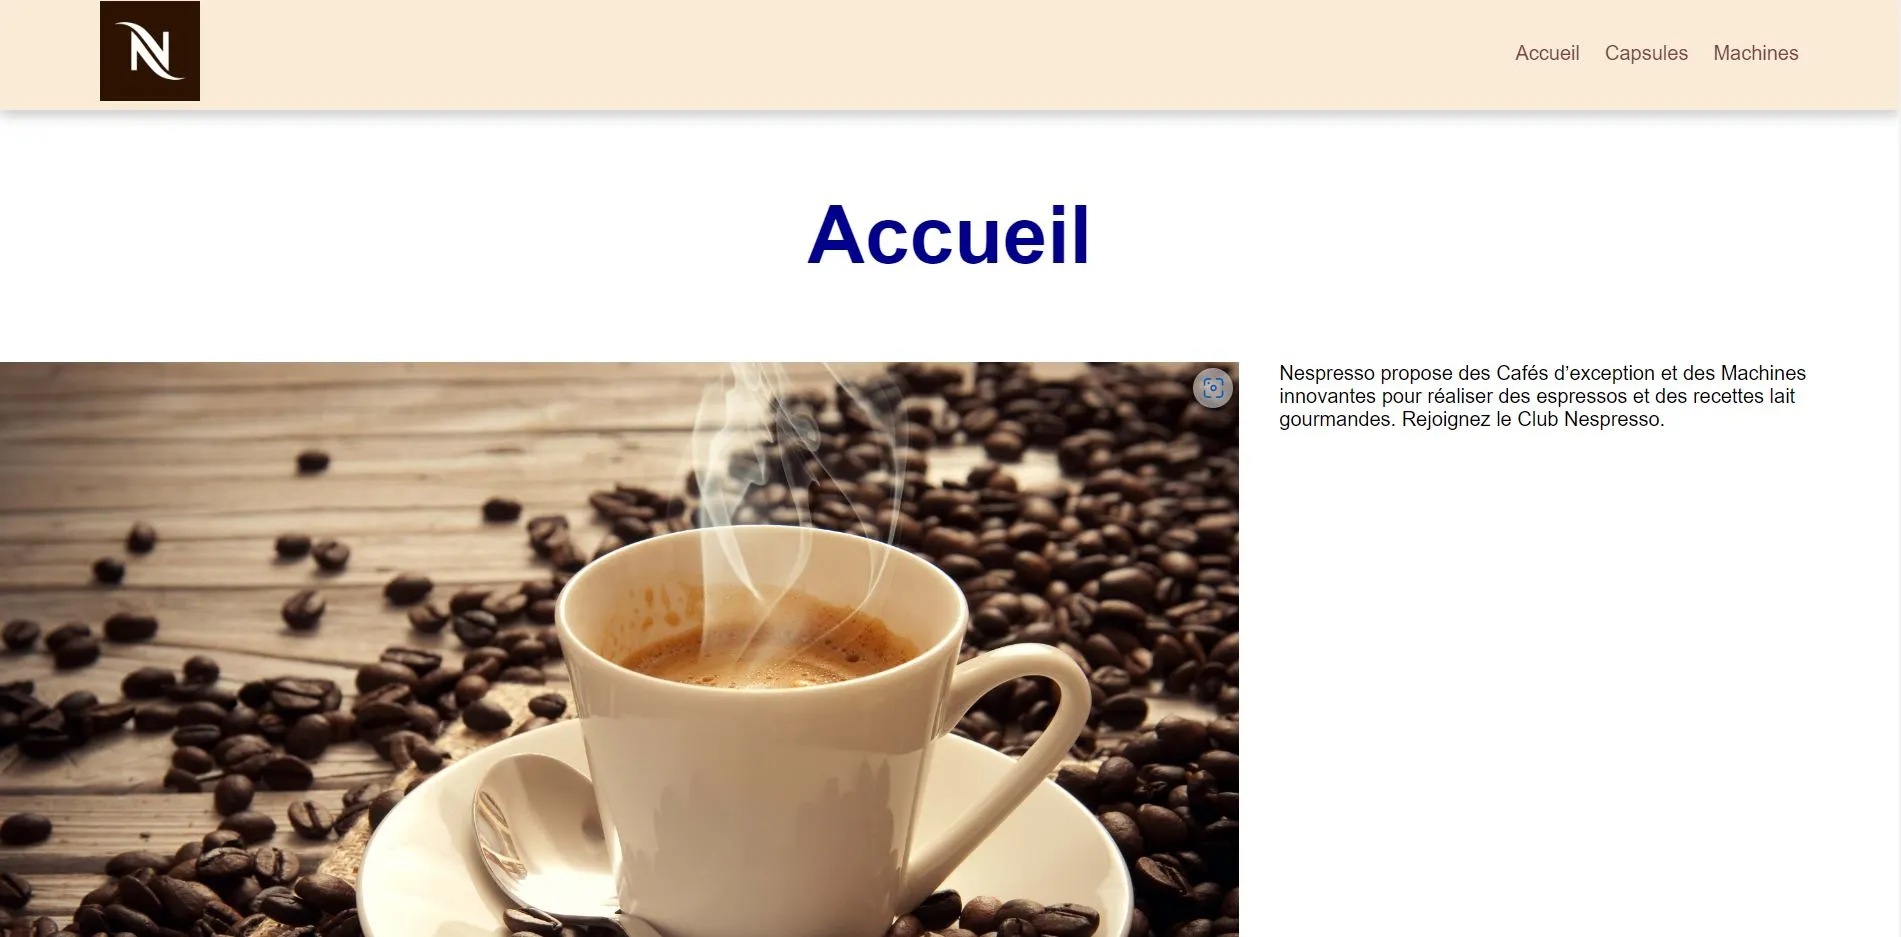 N
Accueil Capsules Machines
Accueil
Nespresso propose des Cafés d’exception et des Machines
innovantes pour réaliser des espressos et des recettes lait
gourmandes. Rejoignez le Club Nespresso.